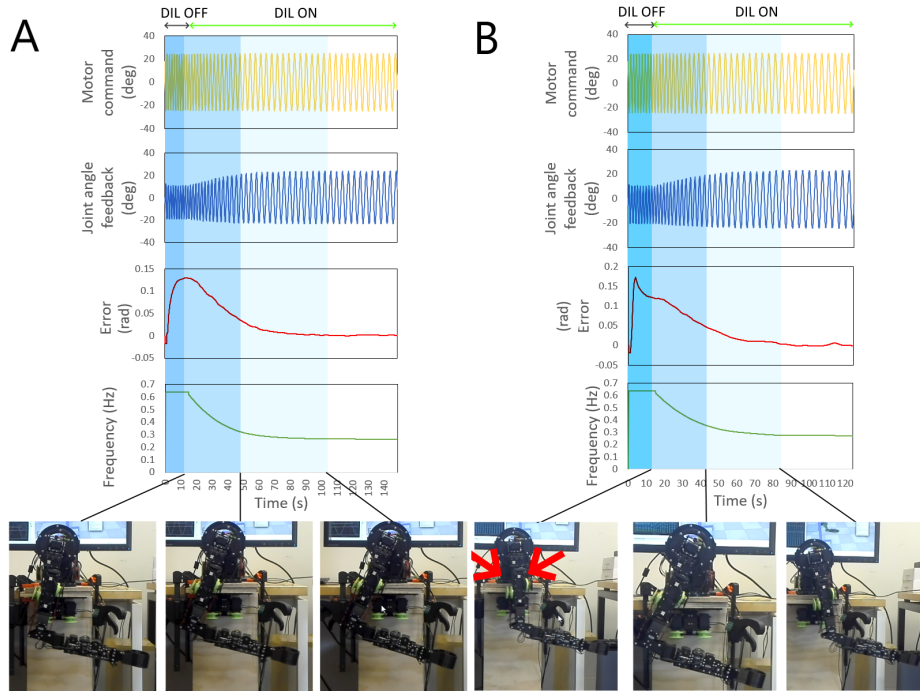 A
DIL OFF
DIL ON
Motor
command
(deg)
40
20
0
-20
-40
Joint angle
feedback
(deg)
40
20
0
-20
-40
Error
(rad)
0.15
0.1
0.05
0
-0.05
Frequency (Hz)
0.7
0.6
0.5
0.4
0.3
0.2
0.1
0
0 10 20 30 40 50 60 70 80 90 100 110 120 130 140
Time (s)
B
DIL OFF
DIL ON
Motor
command
(deg)
40
20
0
-20
-40
Joint angle
feedback
(deg)
40
20
0
-20
-40
Error
(rad)
0.2
0.15
0.1
0.05
0
-0.05
Frequency (Hz)
0.7
0.6
0.5
0.4
0.3
0.2
0.1
0
0 10 20 30 40 50 60 70 80 90 100 110 120
Time (s)